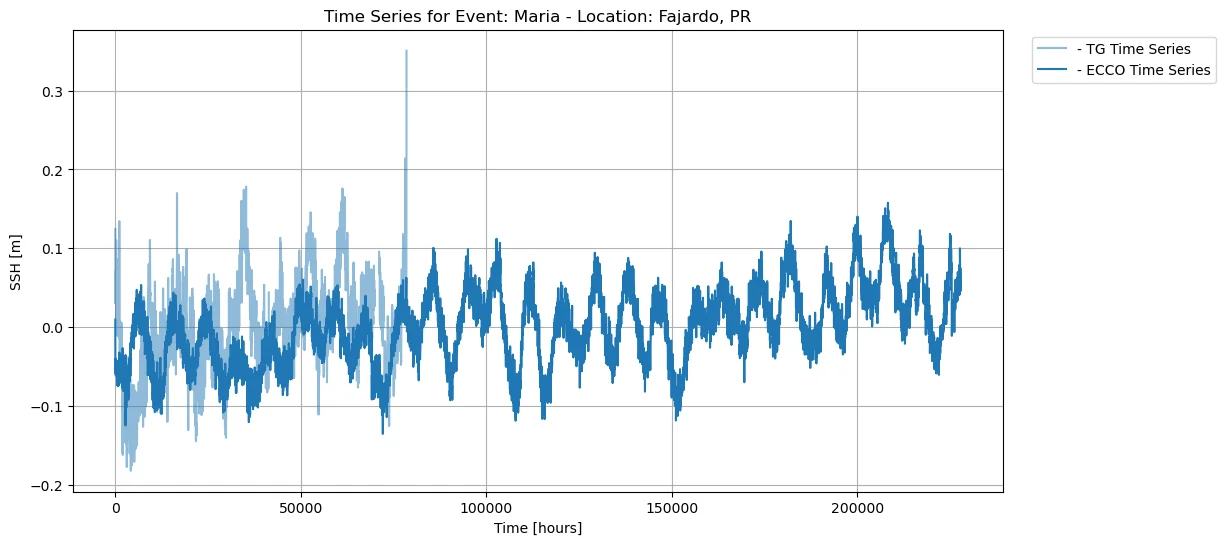 Time Series for Event: Maria - Location: Fajardo, PR
- TG Time Series
- ECCO Time Series
SSH [m]
0.3
0.2
0.1
0.0
−0.1
−0.2
0
50000
100000
150000
200000
Time [hours]